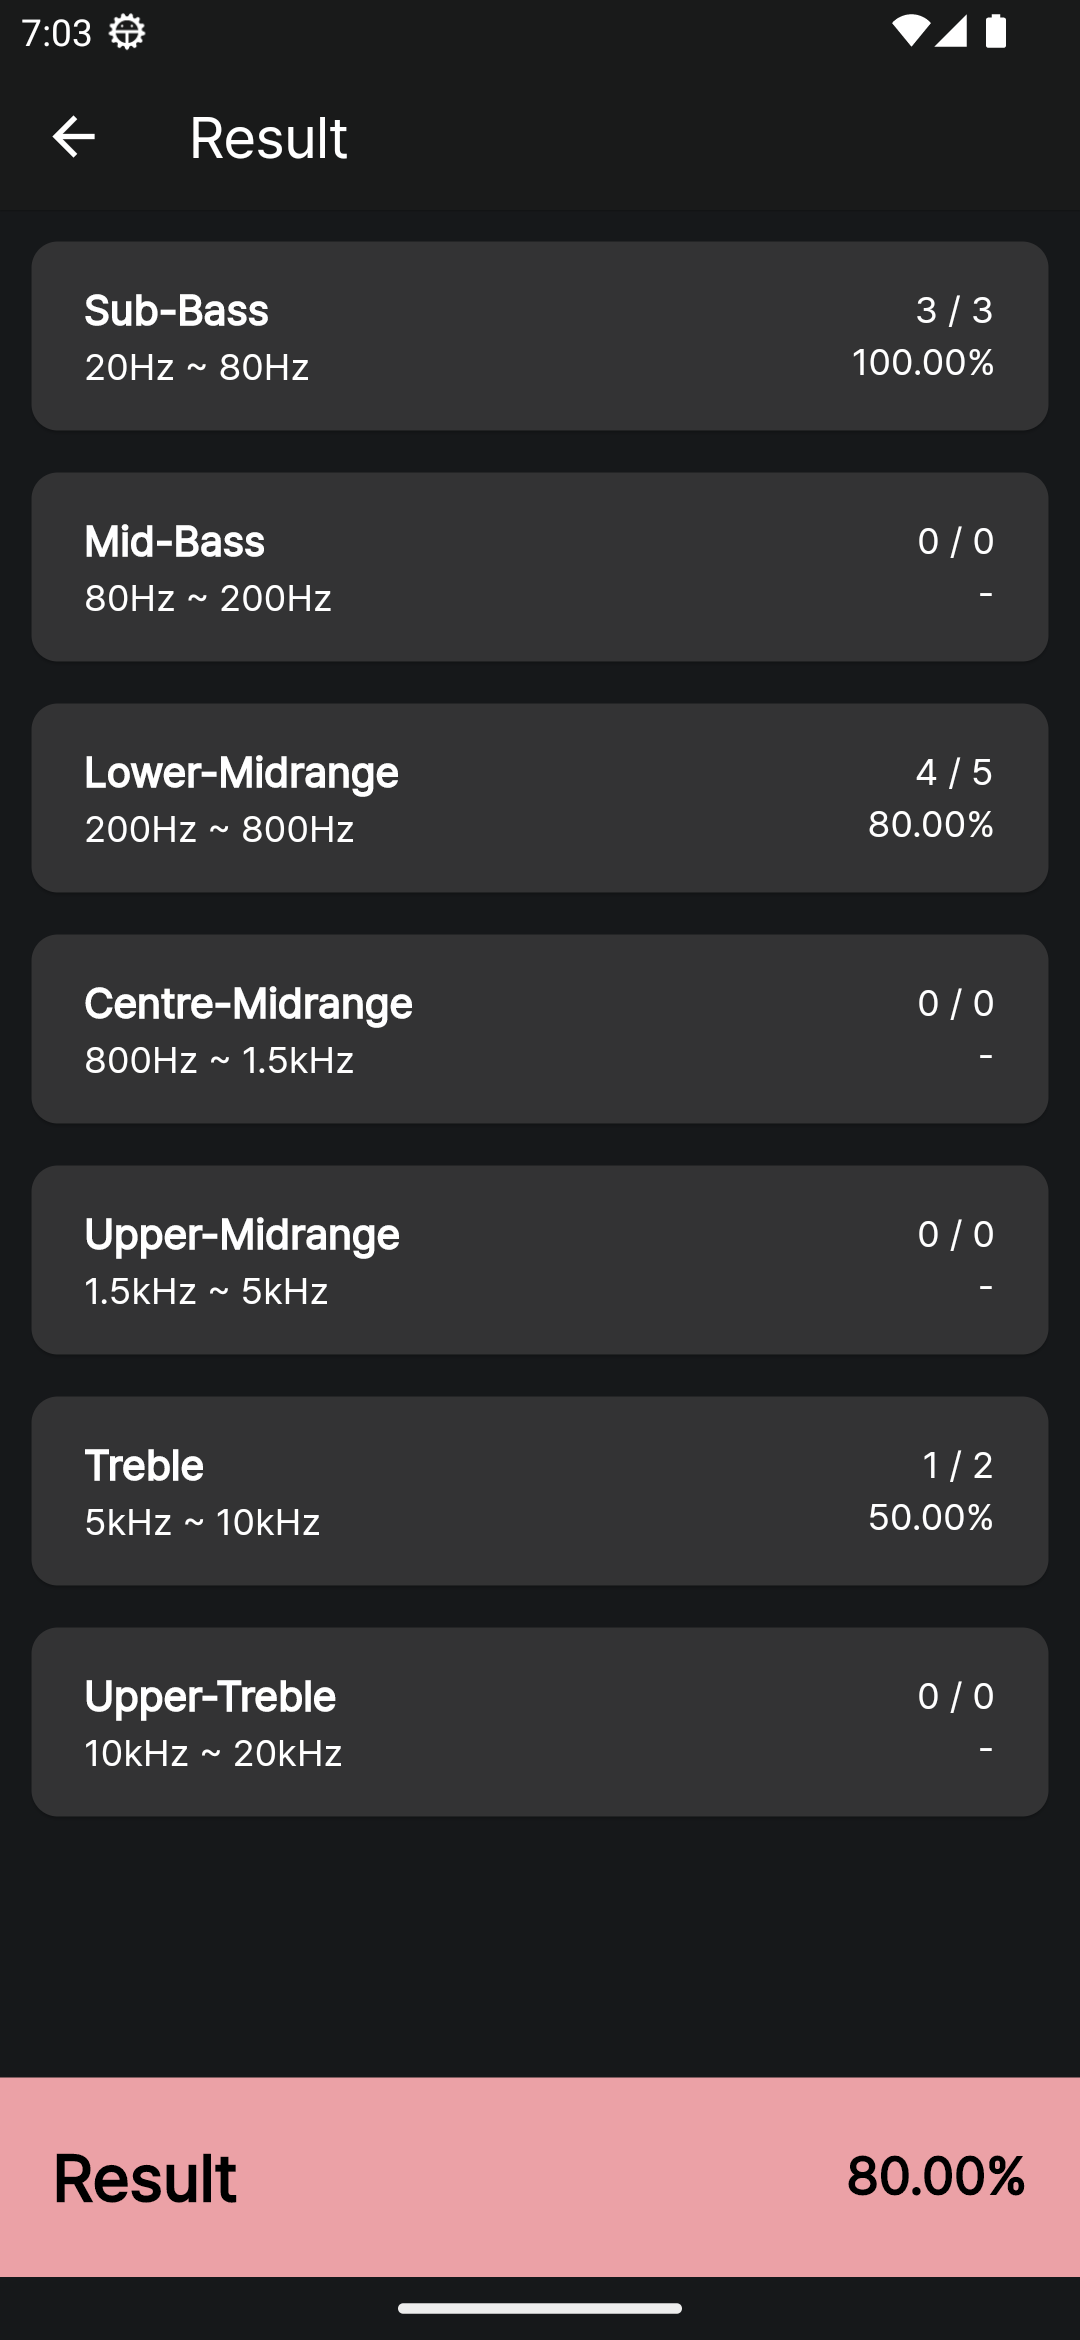 7:03
Result
Sub-Bass
3 / 3
20Hz ~ 80Hz
100.00%
Mid-Bass
0 / 0
80Hz ~ 200Hz
-
Lower-Midrange
4 / 5
200Hz ~ 800Hz
80.00%
Centre-Midrange
0 / 0
800Hz ~ 1.5kHz
-
Upper-Midrange
0 / 0
1.5kHz ~ 5kHz
-
Treble
1 / 2
5kHz ~ 10kHz
50.00%
Upper-Treble
0 / 0
10kHz ~ 20kHz
-
Result
80.00%